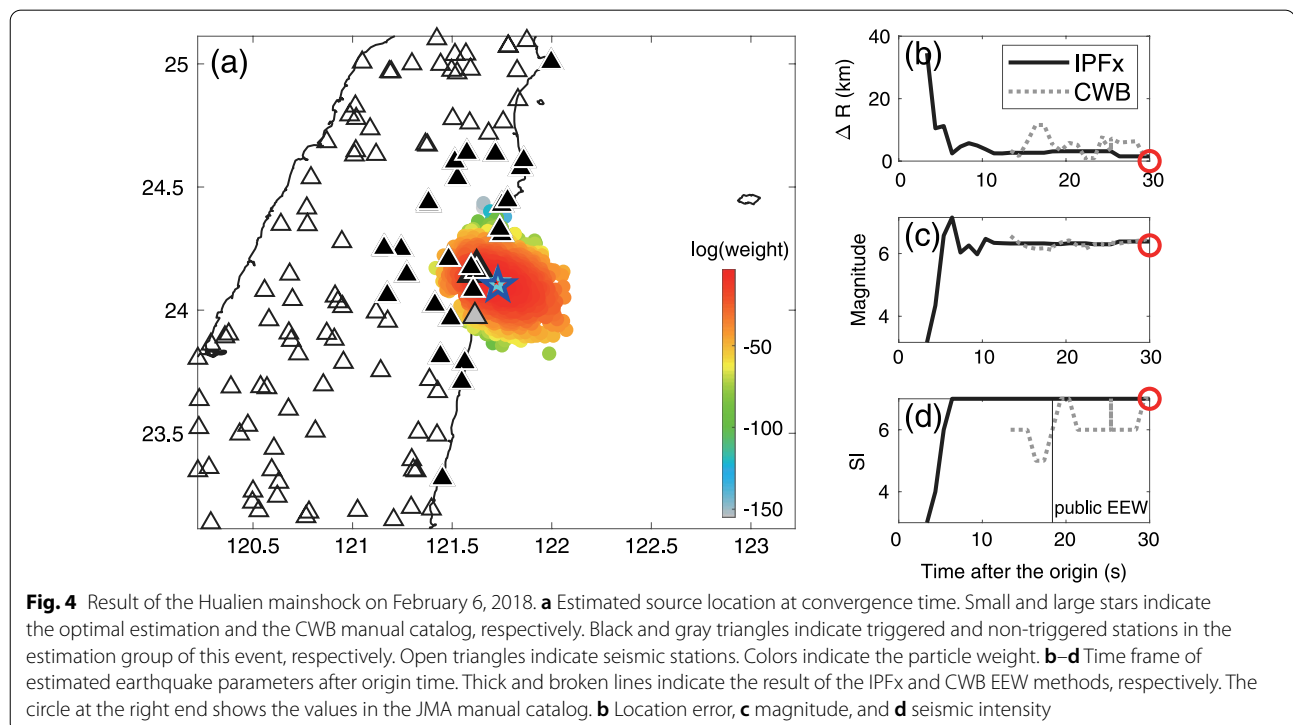 (a)
25
24.5
24
23.5
120.5
121
121.5
122
122.5
123
log(weight)
-50
-100
-150
(b)
IPFx
CWB
Δ R (km)
40
20
0
0
10
20
30
(c)
Magnitude
6
4
0
10
20
30
(d)
SI
6
4
public EEW
0
10
20
30
Time after the origin (s)
Fig. 4 Result of the Hualien mainshock on February 6, 2018. a Estimated source location at convergence time. Small and large stars indicate
the optimal estimation and the CWB manual catalog, respectively. Black and gray triangles indicate triggered and non-triggered stations in the
estimation group of this event, respectively. Open triangles indicate seismic stations. Colors indicate the particle weight. b–d Time frame of
estimated earthquake parameters after origin time. Thick and broken lines indicate the result of the IPFx and CWB EEW methods, respectively. The
circle at the right end shows the values in the JMA manual catalog. b Location error, c magnitude, and d seismic intensity